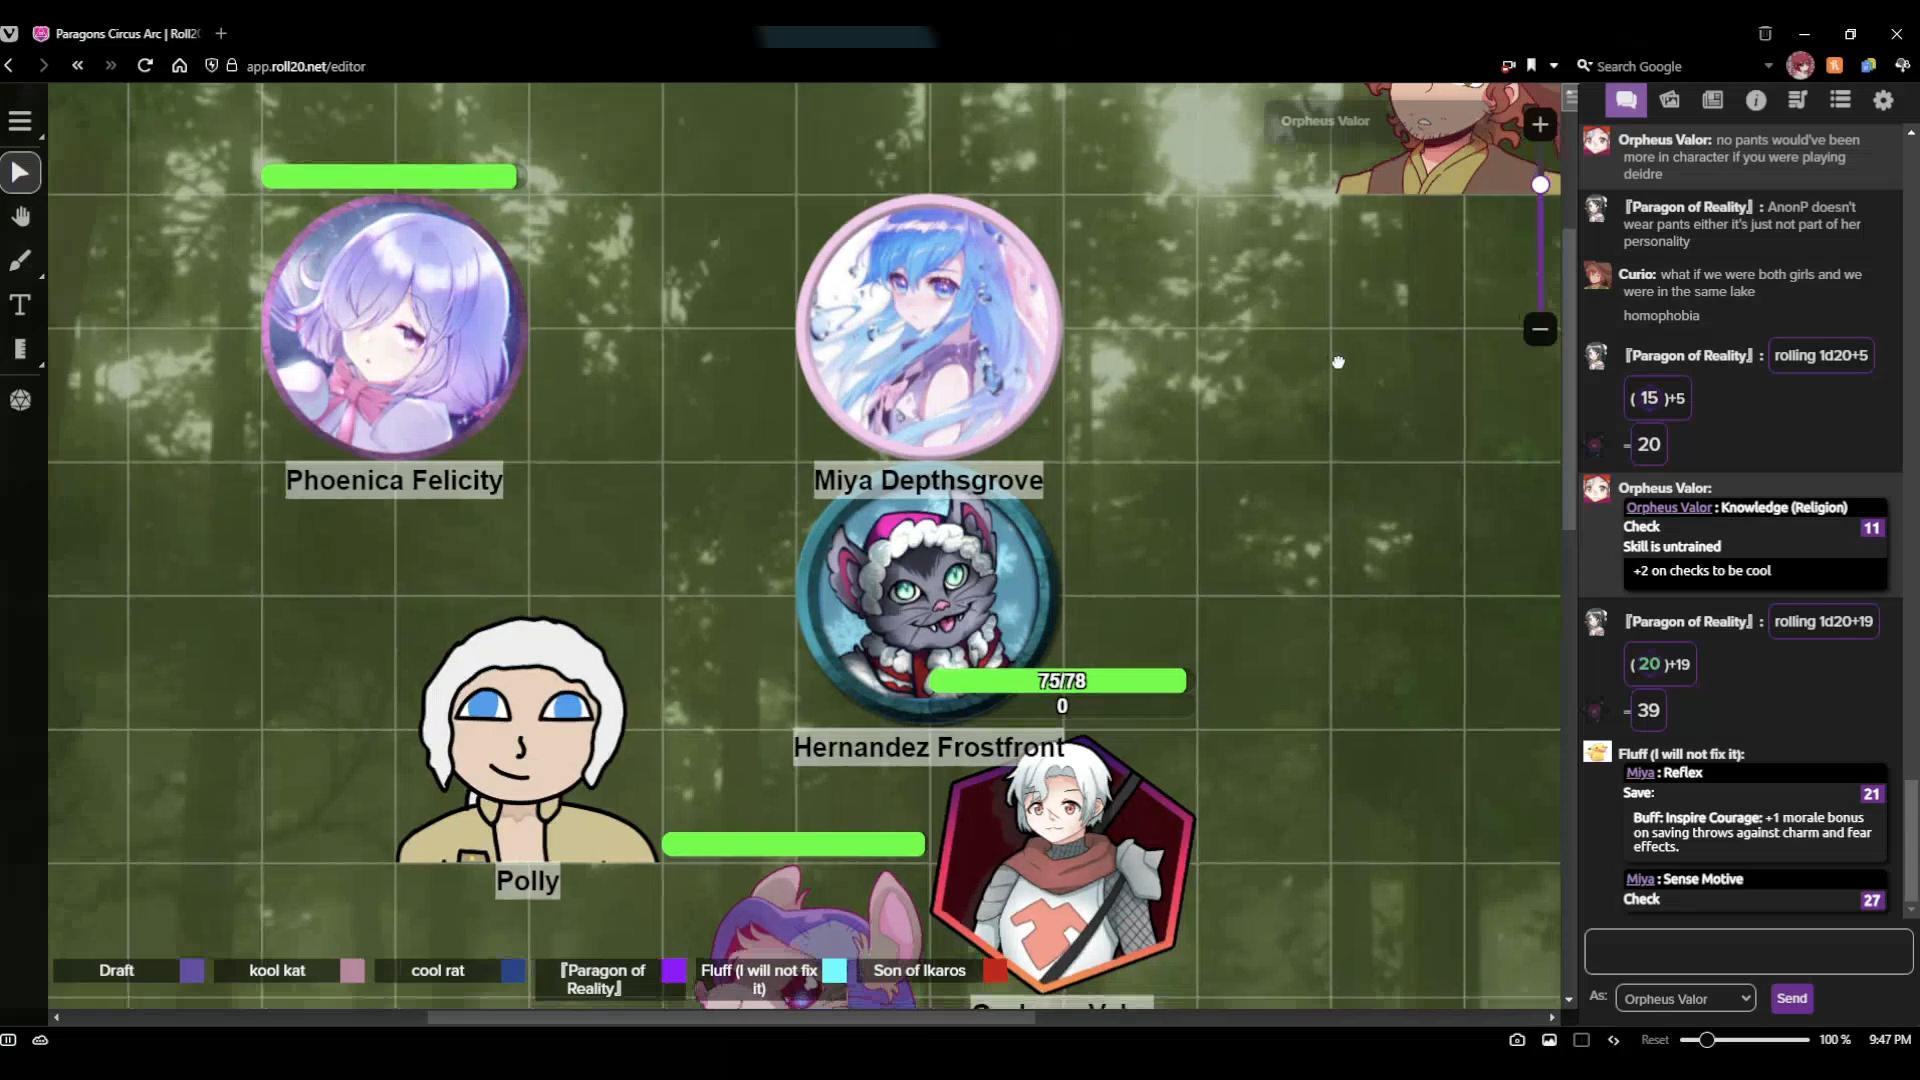 Paragons Circus Arc | Roll20
app.roll20.net/editor
Search Google
Orpheus Valor
Phoenica Felicity
Miya Depthsgrove
75/78
0
Hernandez Frostfront
Polly
Draft
kool kat
cool rat
『Paragon of
Reality』
Fluff (I will not fix
it)
Son of Ikaros
Orpheus Valor: no pants would've been
more in character if you were playing
deidre
『Paragon of Reality』 : AnonP doesn't
wear pants either it's just not part of her
personality
Curio: what if we were both girls and we
were in the same lake
homophobia
『Paragon of Reality』 : rolling 1d20+5
( 15 )+5
= 20
Orpheus Valor:
Orpheus Valor : Knowledge (Religion)
Check 11
Skill is untrained
+2 on checks to be cool
『Paragon of Reality』 : rolling 1d20+19
( 20 )+19
= 39
Fluff (I will not fix it):
Miya : Reflex
Save: 21
Buff: Inspire Courage: +1 morale bonus
on saving throws against charm and fear
effects.
Miya : Sense Motive
Check 27
As: Orpheus Valor Send
Reset 100 % 9:47 PM